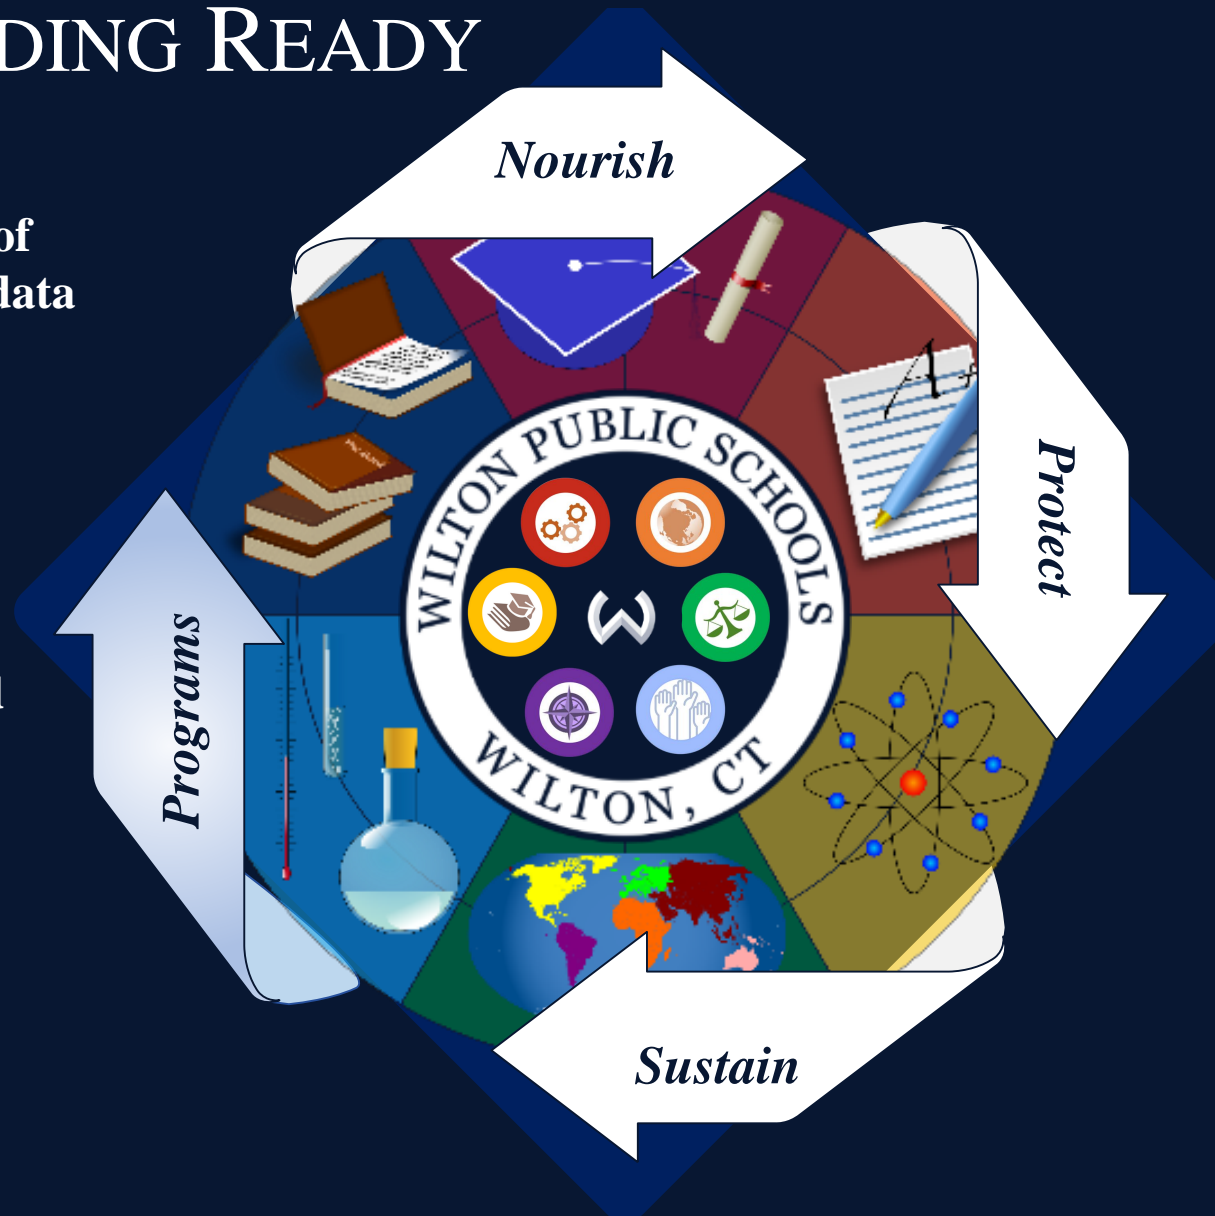 DING READY
Nourish
of
data
A+
Protect
WILTON PUBLIC SCHOOLS
W
Programs
WILTON, CT
Sustain